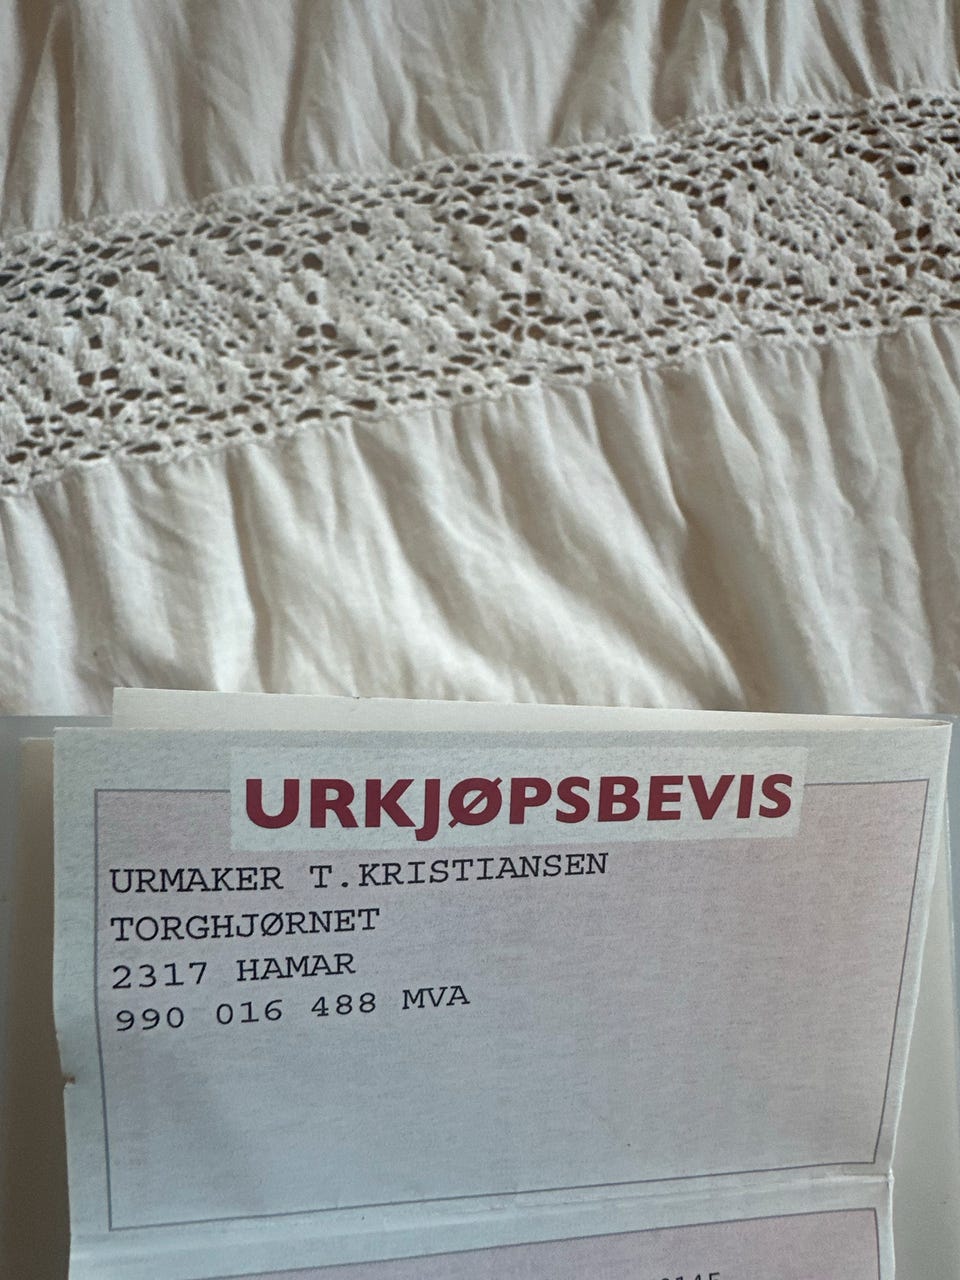 URKJØPSBEVIS
URMAKER T.KRISTIANSEN
TORGHJØRNET
2317 HAMAR
990 016 488 MVA